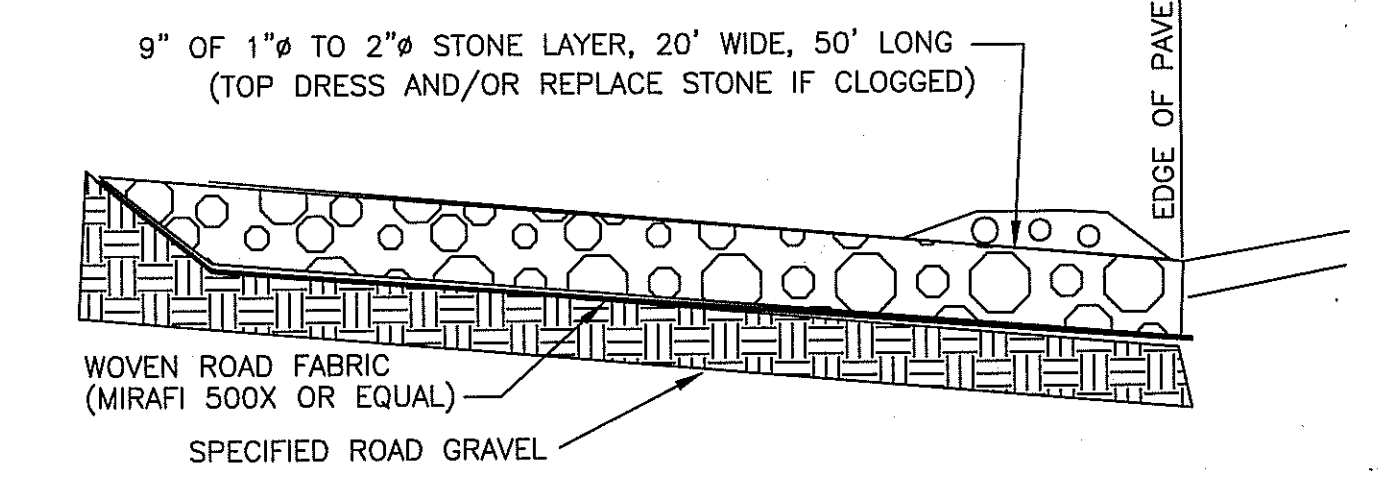 9" OF 1"ø TO 2"ø STONE LAYER, 20' WIDE, 50' LONG
(TOP DRESS AND/OR REPLACE STONE IF CLOGGED)
EDGE OF PAVE
WOVEN ROAD FABRIC
(MIRAFI 500X OR EQUAL)
SPECIFIED ROAD GRAVEL